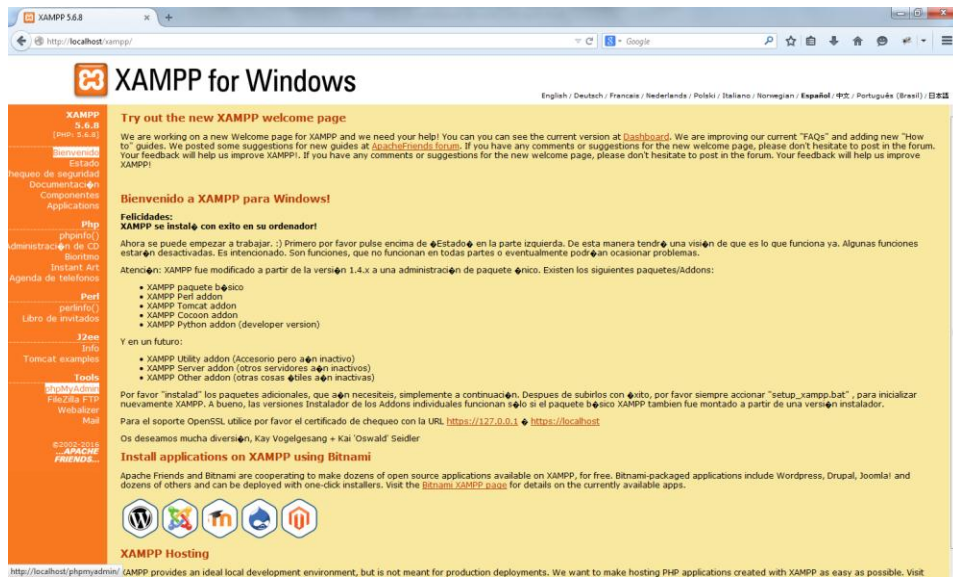 XAMPP 5.6.8
http://localhost/xampp/
Google
XAMPP for Windows
English / Deutsch / Francais / Nederlands / Polski / Italiano / Norwegian / Español / 中文 / Português (Brasil) / 日本語
XAMPP
5.6.8
[PHP: 5.6.8]
Bienvenido
Estado
hequeo de seguridad
Documentaci�n
Componentes
Applications
Php
phpinfo()
Administraci�n de CD
Bioritmo
Instant Art
Agenda de telefonos
Perl
perlinfo()
Libro de invitados
J2ee
Info
Tomcat examples
Tools
phpMyAdmin
FileZilla FTP
Webalizer
Mail
©2002-2016
...APACHE
FRIENDS...
Try out the new XAMPP welcome page
We are working on a new Welcome page for XAMPP and we need your help! You can you can see the current version at Dashboard. We are improving our current "FAQs" and adding new "How
to" guides. We posted some suggestions for new guides at ApacheFriends forum. If you have any comments or suggestions for the new welcome page, please don't hesitate to post in the forum.
Your feedback will help us improve XAMPP!. If you have any comments or suggestions for the new welcome page, please don't hesitate to post in the forum. Your feedback will help us improve
XAMPP!
Bienvenido a XAMPP para Windows!
Felicidades:
XAMPP se instal� con exito en su ordenador!
Ahora se puede empezar a trabajar. :) Primero por favor pulse encima de �Estado� en la parte izquierda. De esta manera tendr� una visi�n de que es lo que funciona ya. Algunas funciones
estar�n desactivadas. Es intencionado. Son funciones, que no funcionan en todas partes o eventualmente podr�an ocasionar problemas.
Atenci�n: XAMPP fue modificado a partir de la versi�n 1.4.x a una administraci�n de paquete �nico. Existen los siguientes paquetes/Addons:
• XAMPP paquete b�sico
• XAMPP Perl addon
• XAMPP Tomcat addon
• XAMPP Cocoon addon
• XAMPP Python addon (developer version)
Y en un futuro:
• XAMPP Utility addon (Accesorio pero a�n inactivo)
• XAMPP Server addon (otros servidores a�n inactivos)
• XAMPP Other addon (otras cosas �tiles a�n inactivas)
Por favor "instalad" los paquetes adicionales, que a�n necesiteis, simplemente a continuaci�n. Despues de subirlos con �xito, por favor siempre accionar "setup_xampp.bat" , para inicializar
nuevamente XAMPP. A bueno, las versiones Instalador de los Addons individuales funcionan s�lo si el paquete b�sico XAMPP tambien fue montado a partir de una versi�n instalador.
Para el soporte OpenSSL utilice por favor el certificado de chequeo con la URL https://127.0.0.1 � https://localhost
Os deseamos mucha diversi�n, Kay Vogelgesang + Kai 'Oswald' Seidler
Install applications on XAMPP using Bitnami
Apache Friends and Bitnami are cooperating to make dozens of open source applications available on XAMPP, for free. Bitnami-packaged applications include Wordpress, Drupal, Joomla! and
dozens of others and can be deployed with one-click installers. Visit the Bitnami XAMPP page for details on the currently available apps.
XAMPP Hosting
XAMPP provides an ideal local development environment, but is not meant for production deployments. We want to make hosting PHP applications created with XAMPP as easy as possible. Visit
http://localhost/phpmyadmin/